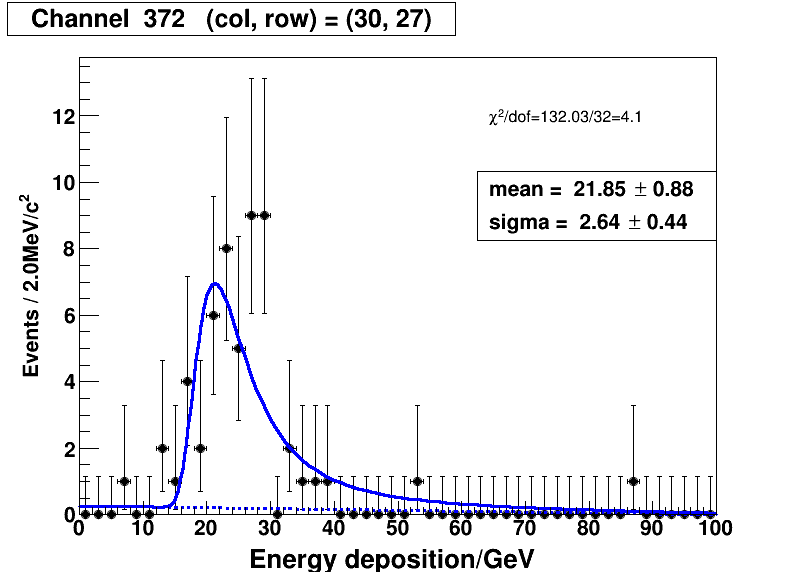 Channel 372 (col, row) = (30, 27)
χ²/dof=132.03/32=4.1
mean = 21.85 ± 0.88
sigma = 2.64 ± 0.44
Events / 2.0MeV/c²
12
10
8
6
4
2
0
0 10 20 30 40 50 60 70 80 90 100
Energy deposition/GeV